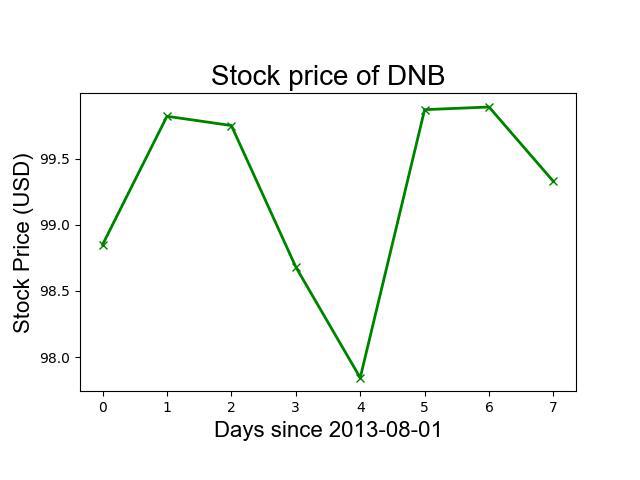 Stock price of DNB
Stock Price (USD)
99.5
99.0
98.5
98.0
0 1 2 3 4 5 6 7
Days since 2013-08-01